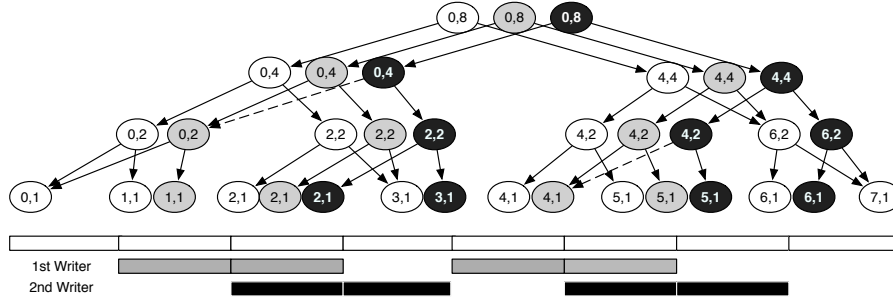 0,8 0,8 0,8
0,4 0,4 0,4 4,4 4,4 4,4
0,2 0,2 2,2 2,2 2,2 4,2 4,2 4,2 6,2 6,2
0,1 1,1 1,1 2,1 2,1 2,1 3,1 3,1 4,1 4,1 5,1 5,1 5,1 6,1 6,1 7,1
1st Writer
2nd Writer